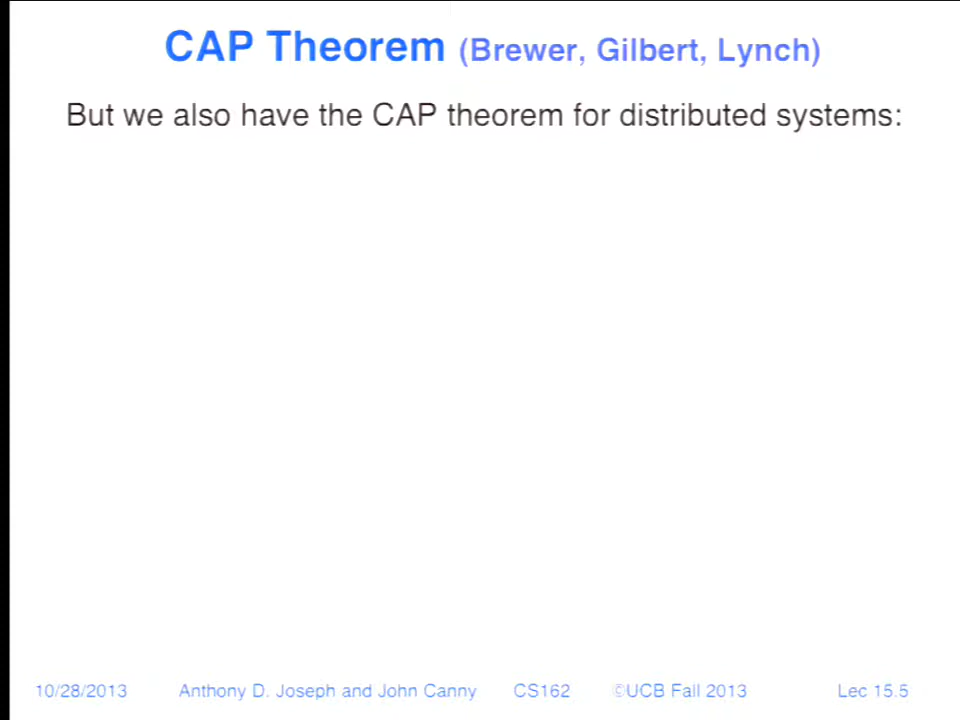 CAP Theorem (Brewer, Gilbert, Lynch)
But we also have the CAP theorem for distributed systems:
10/28/2013 Anthony D. Joseph and John Canny CS162 ©UCB Fall 2013 Lec 15.5